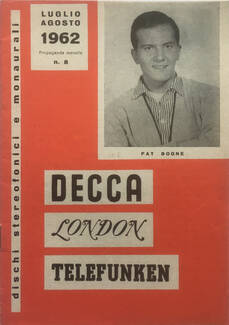 LUGLIO
AGOSTO
1962
Propaganda mensile
n. 8
dischi stereofonici e monaurali
PAT BOONE
DECCA
LONDON
TELEFUNKEN